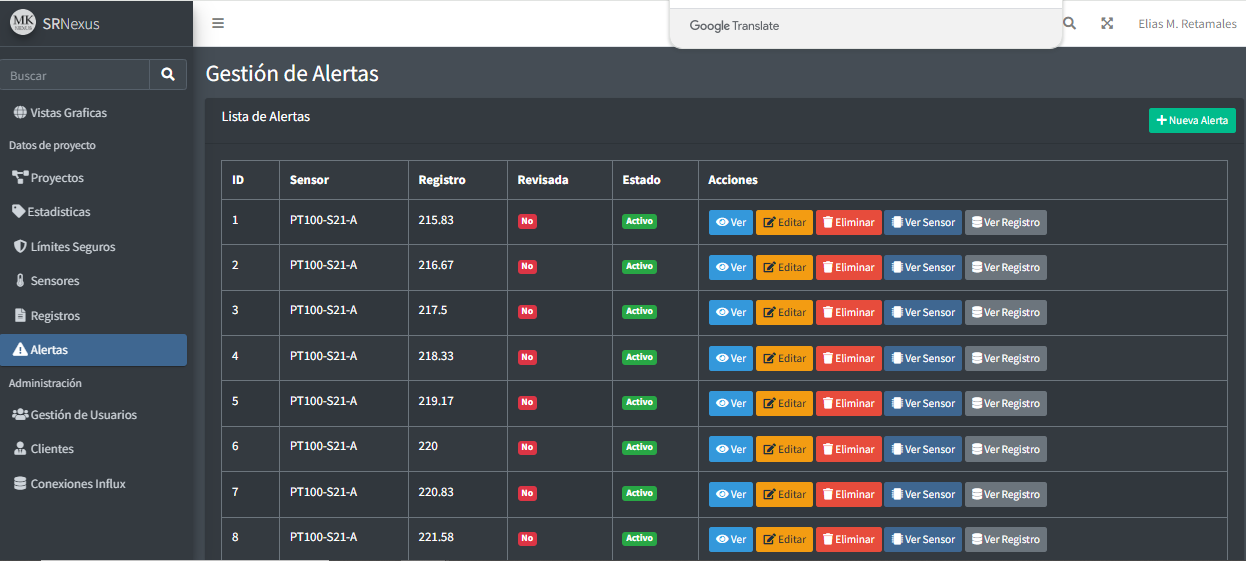 MK
SRNexus
Google Translate
Elias M. Retamales
Buscar
Gestión de Alertas
Vistas Graficas
Lista de Alertas
Nueva Alerta
Datos de proyecto
Proyectos
Estadisticas
Límites Seguros
Sensores
Registros
Alertas
Administración
Gestión de Usuarios
Clientes
Conexiones Influx
ID Sensor Registro Revisada Estado Acciones
1 PT100-S21-A 215.83 No Activo Ver Editar Eliminar Ver Sensor Ver Registro
2 PT100-S21-A 216.67 No Activo Ver Editar Eliminar Ver Sensor Ver Registro
3 PT100-S21-A 217.5 No Activo Ver Editar Eliminar Ver Sensor Ver Registro
4 PT100-S21-A 218.33 No Activo Ver Editar Eliminar Ver Sensor Ver Registro
5 PT100-S21-A 219.17 No Activo Ver Editar Eliminar Ver Sensor Ver Registro
6 PT100-S21-A 220 No Activo Ver Editar Eliminar Ver Sensor Ver Registro
7 PT100-S21-A 220.83 No Activo Ver Editar Eliminar Ver Sensor Ver Registro
8 PT100-S21-A 221.58 No Activo Ver Editar Eliminar Ver Sensor Ver Registro